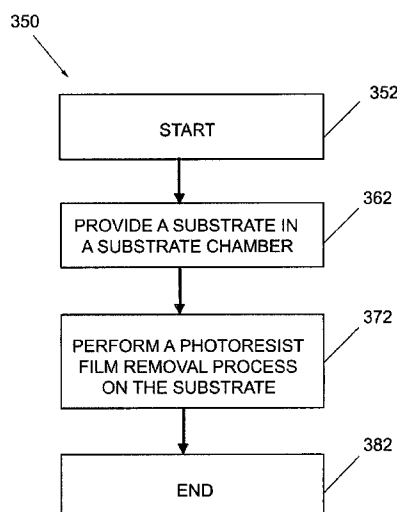 350
352
START
362
PROVIDE A SUBSTRATE IN
A SUBSTRATE CHAMBER
372
PERFORM A PHOTORESIST
FILM REMOVAL PROCESS
ON THE SUBSTRATE
382
END